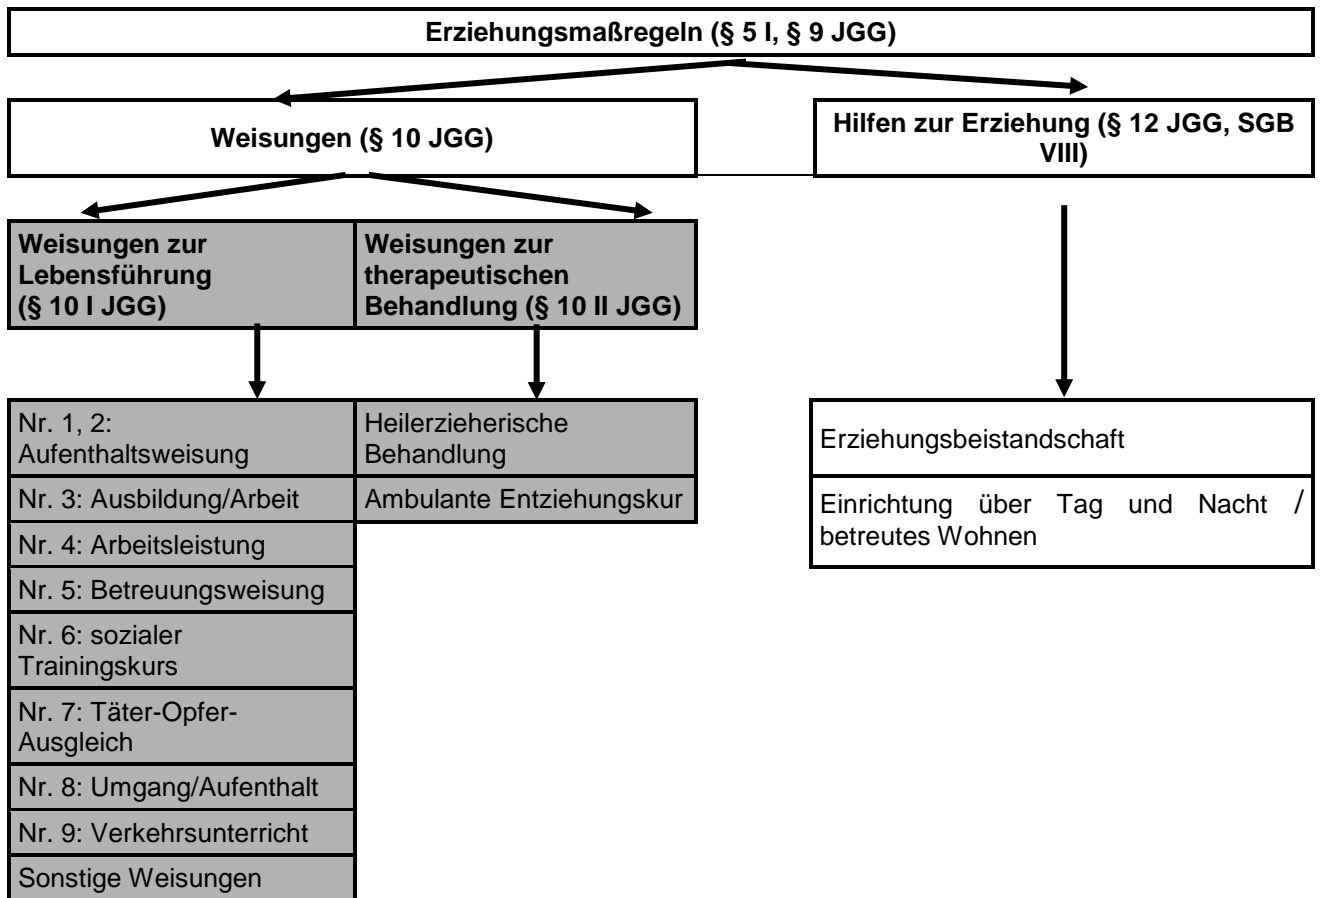 Erziehungsmaßregeln (§ 5 I, § 9 JGG)
Weisungen (§ 10 JGG)
Hilfen zur Erziehung (§ 12 JGG, SGB
VIII)
Weisungen zur
Lebensführung
(§ 10 I JGG)
Weisungen zur
therapeutischen
Behandlung (§ 10 II JGG)
Nr. 1, 2:
Aufenthaltsweisung
Nr. 3: Ausbildung/Arbeit
Nr. 4: Arbeitsleistung
Nr. 5: Betreuungsweisung
Nr. 6: sozialer
Trainingskurs
Nr. 7: Täter-Opfer-
Ausgleich
Nr. 8: Umgang/Aufenthalt
Nr. 9: Verkehrsunterricht
Sonstige Weisungen
Heilerzieherische
Behandlung
Ambulante Entziehungskur
Erziehungsbeistandschaft
Einrichtung über Tag und Nacht /
betreutes Wohnen